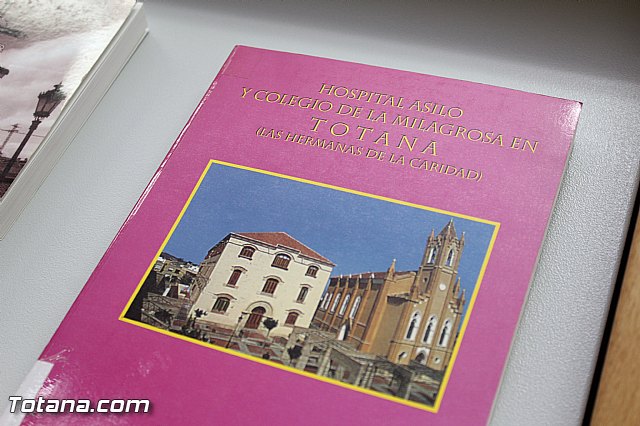 HOSPITAL ASILO
Y COLEGIO DE LA MILAGROSA EN
TOTANA
(LAS HERMANAS DE LA CARIDAD)
Totana.com